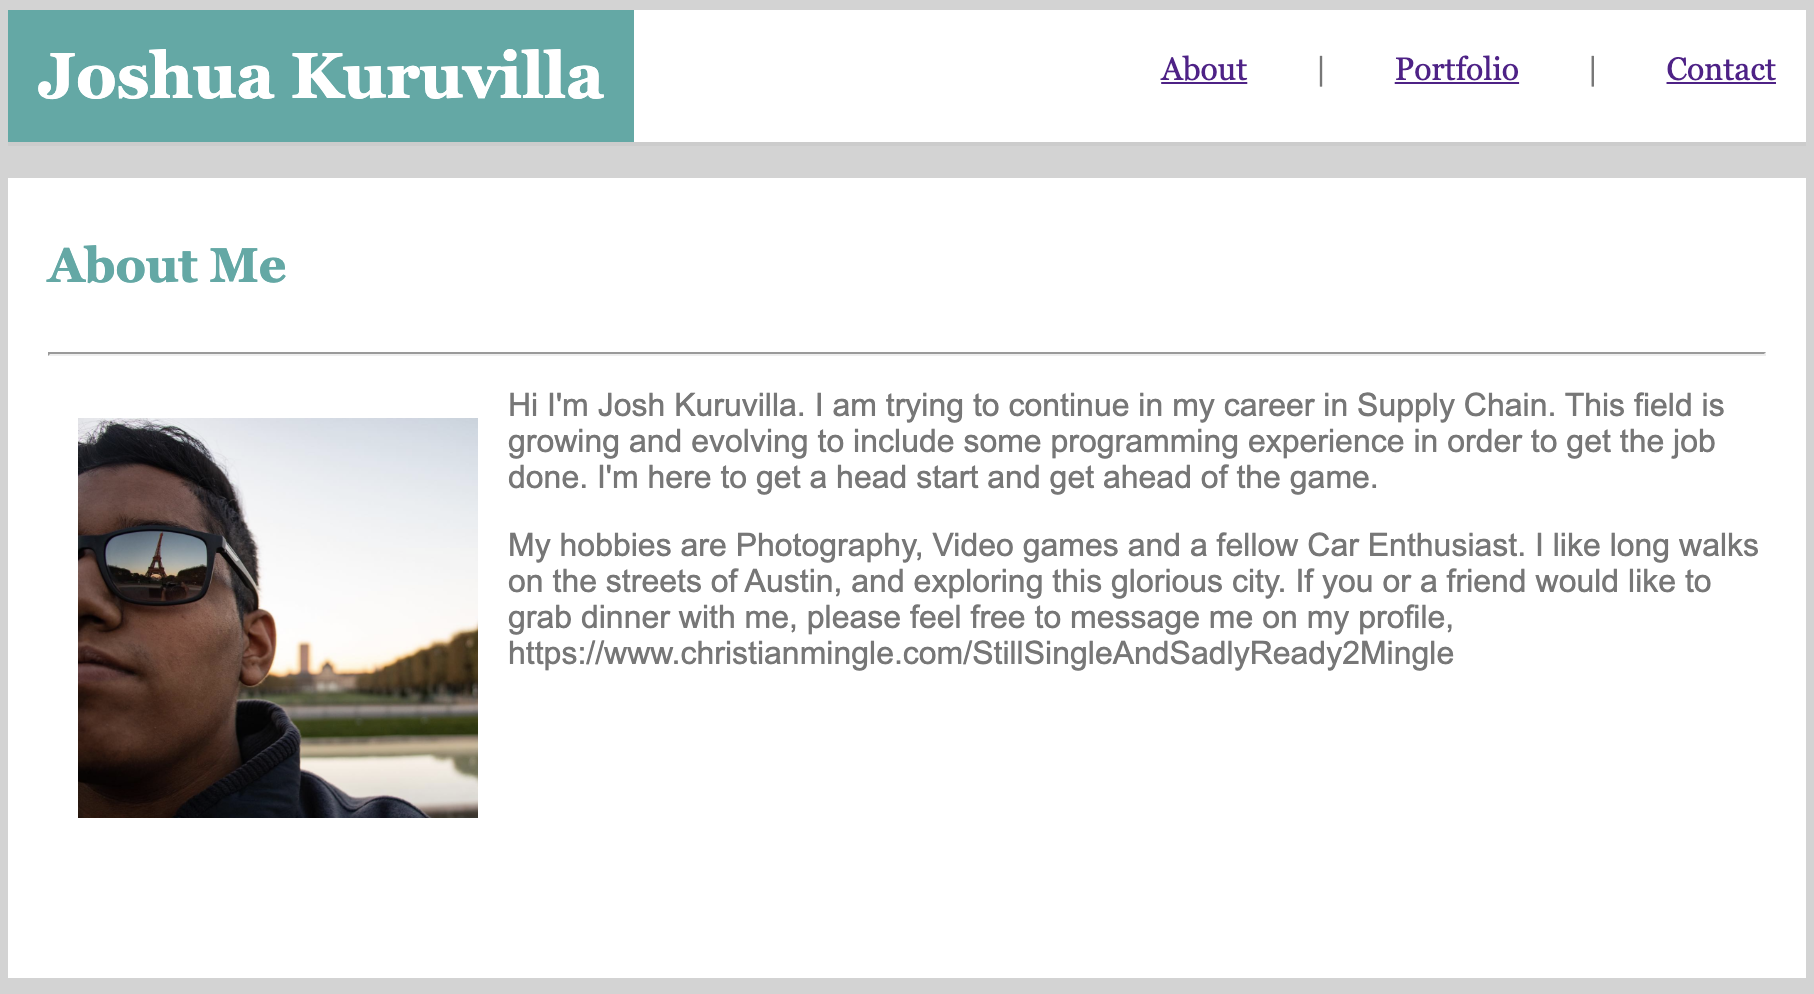 Joshua Kuruvilla
About | Portfolio | Contact
About Me
Hi I'm Josh Kuruvilla. I am trying to continue in my career in Supply Chain. This field is
growing and evolving to include some programming experience in order to get the job
done. I'm here to get a head start and get ahead of the game.
My hobbies are Photography, Video games and a fellow Car Enthusiast. I like long walks
on the streets of Austin, and exploring this glorious city. If you or a friend would like to
grab dinner with me, please feel free to message me on my profile,
https://www.christianmingle.com/StillSingleAndSadlyReady2Mingle